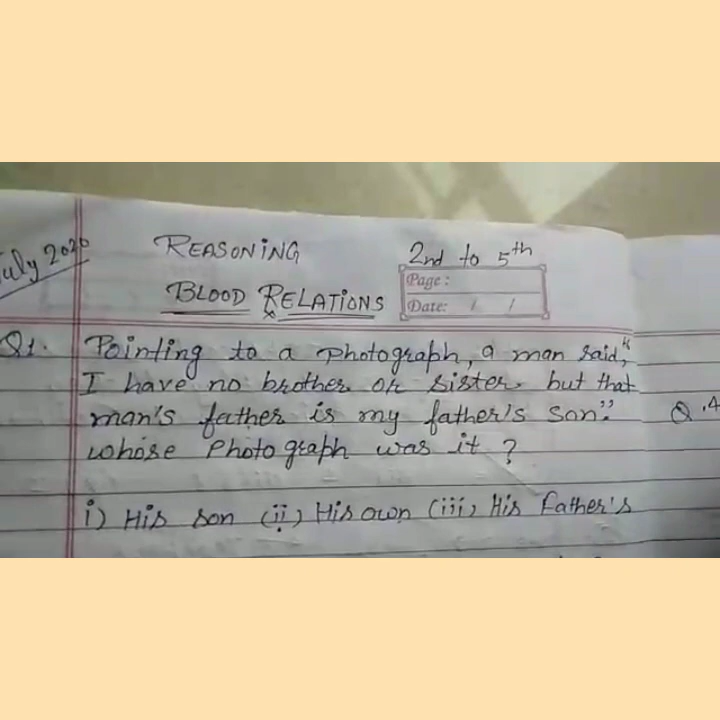 July 2020
REASONING
2nd to 5th
BLOOD RELATIONS
Page:
Date: / /
Q1. Pointing to a photograph, a man said, "
I have no brother or sister, but that
man's father is my father's son."
Q.4
whose Photograph was it ?
i) His son (ii) His own (iii) His father's